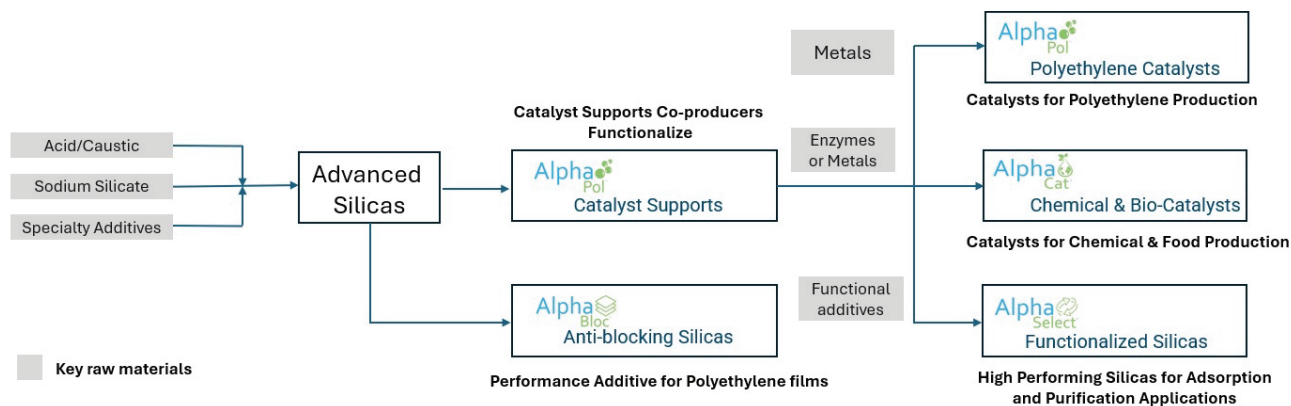 Acid/Caustic
Sodium Silicate
Specialty Additives
Advanced
Silicas
Catalyst Supports Co-producers
Functionalize
Alpha
Pol
Catalyst Supports
Alpha
Bloc
Anti-blocking Silicas
Performance Additive for Polyethylene films
Metals
Enzymes
or Metals
Functional
additives
Alpha
Pol
Polyethylene Catalysts
Catalysts for Polyethylene Production
Alpha
Cat
Chemical & Bio-Catalysts
Catalysts for Chemical & Food Production
Alpha
Select
Functionalized Silicas
High Performing Silicas for Adsorption
and Purification Applications
Key raw materials